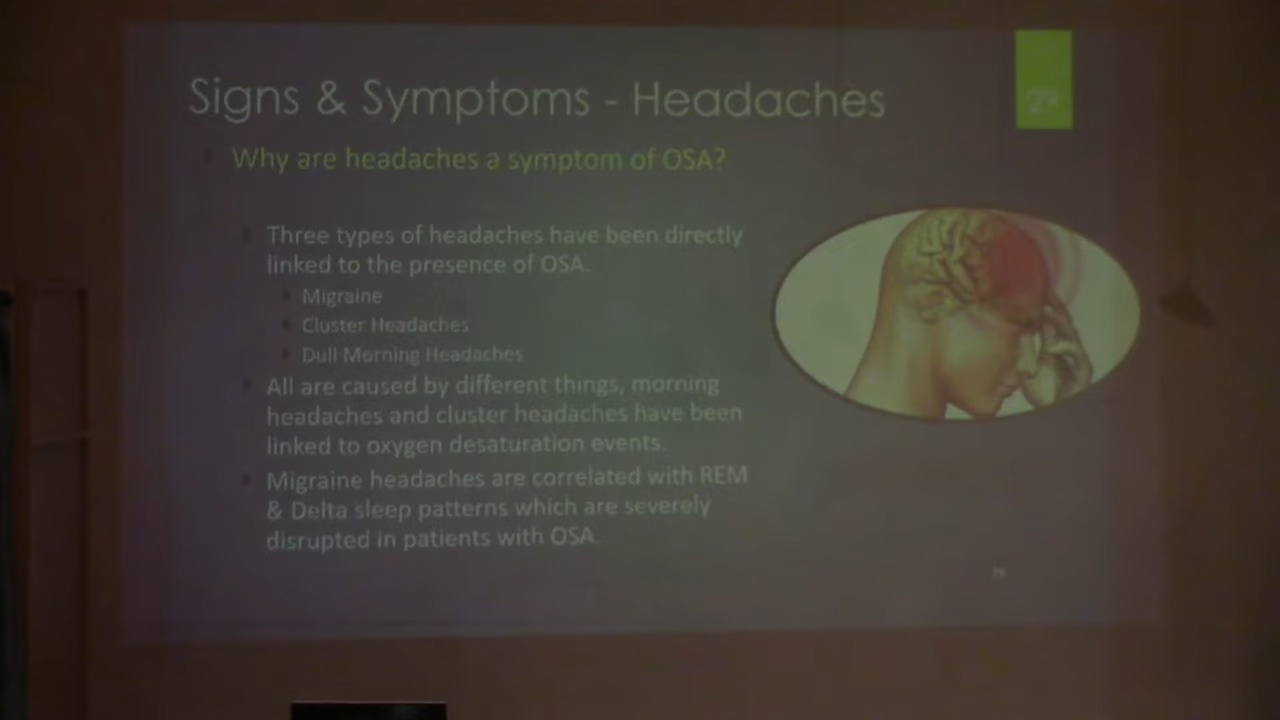 Signs & Symptoms - Headaches
Why are headaches a symptom of OSA?
Three types of headaches have been directly
linked to the presence of OSA.
Migraine
Cluster Headaches
Dull Morning Headaches
All are caused by different things, morning
headaches and cluster headaches have been
linked to oxygen desaturation events.
Migraine headaches are correlated with REM
& Delta sleep patterns which are severely
disrupted in patients with OSA.